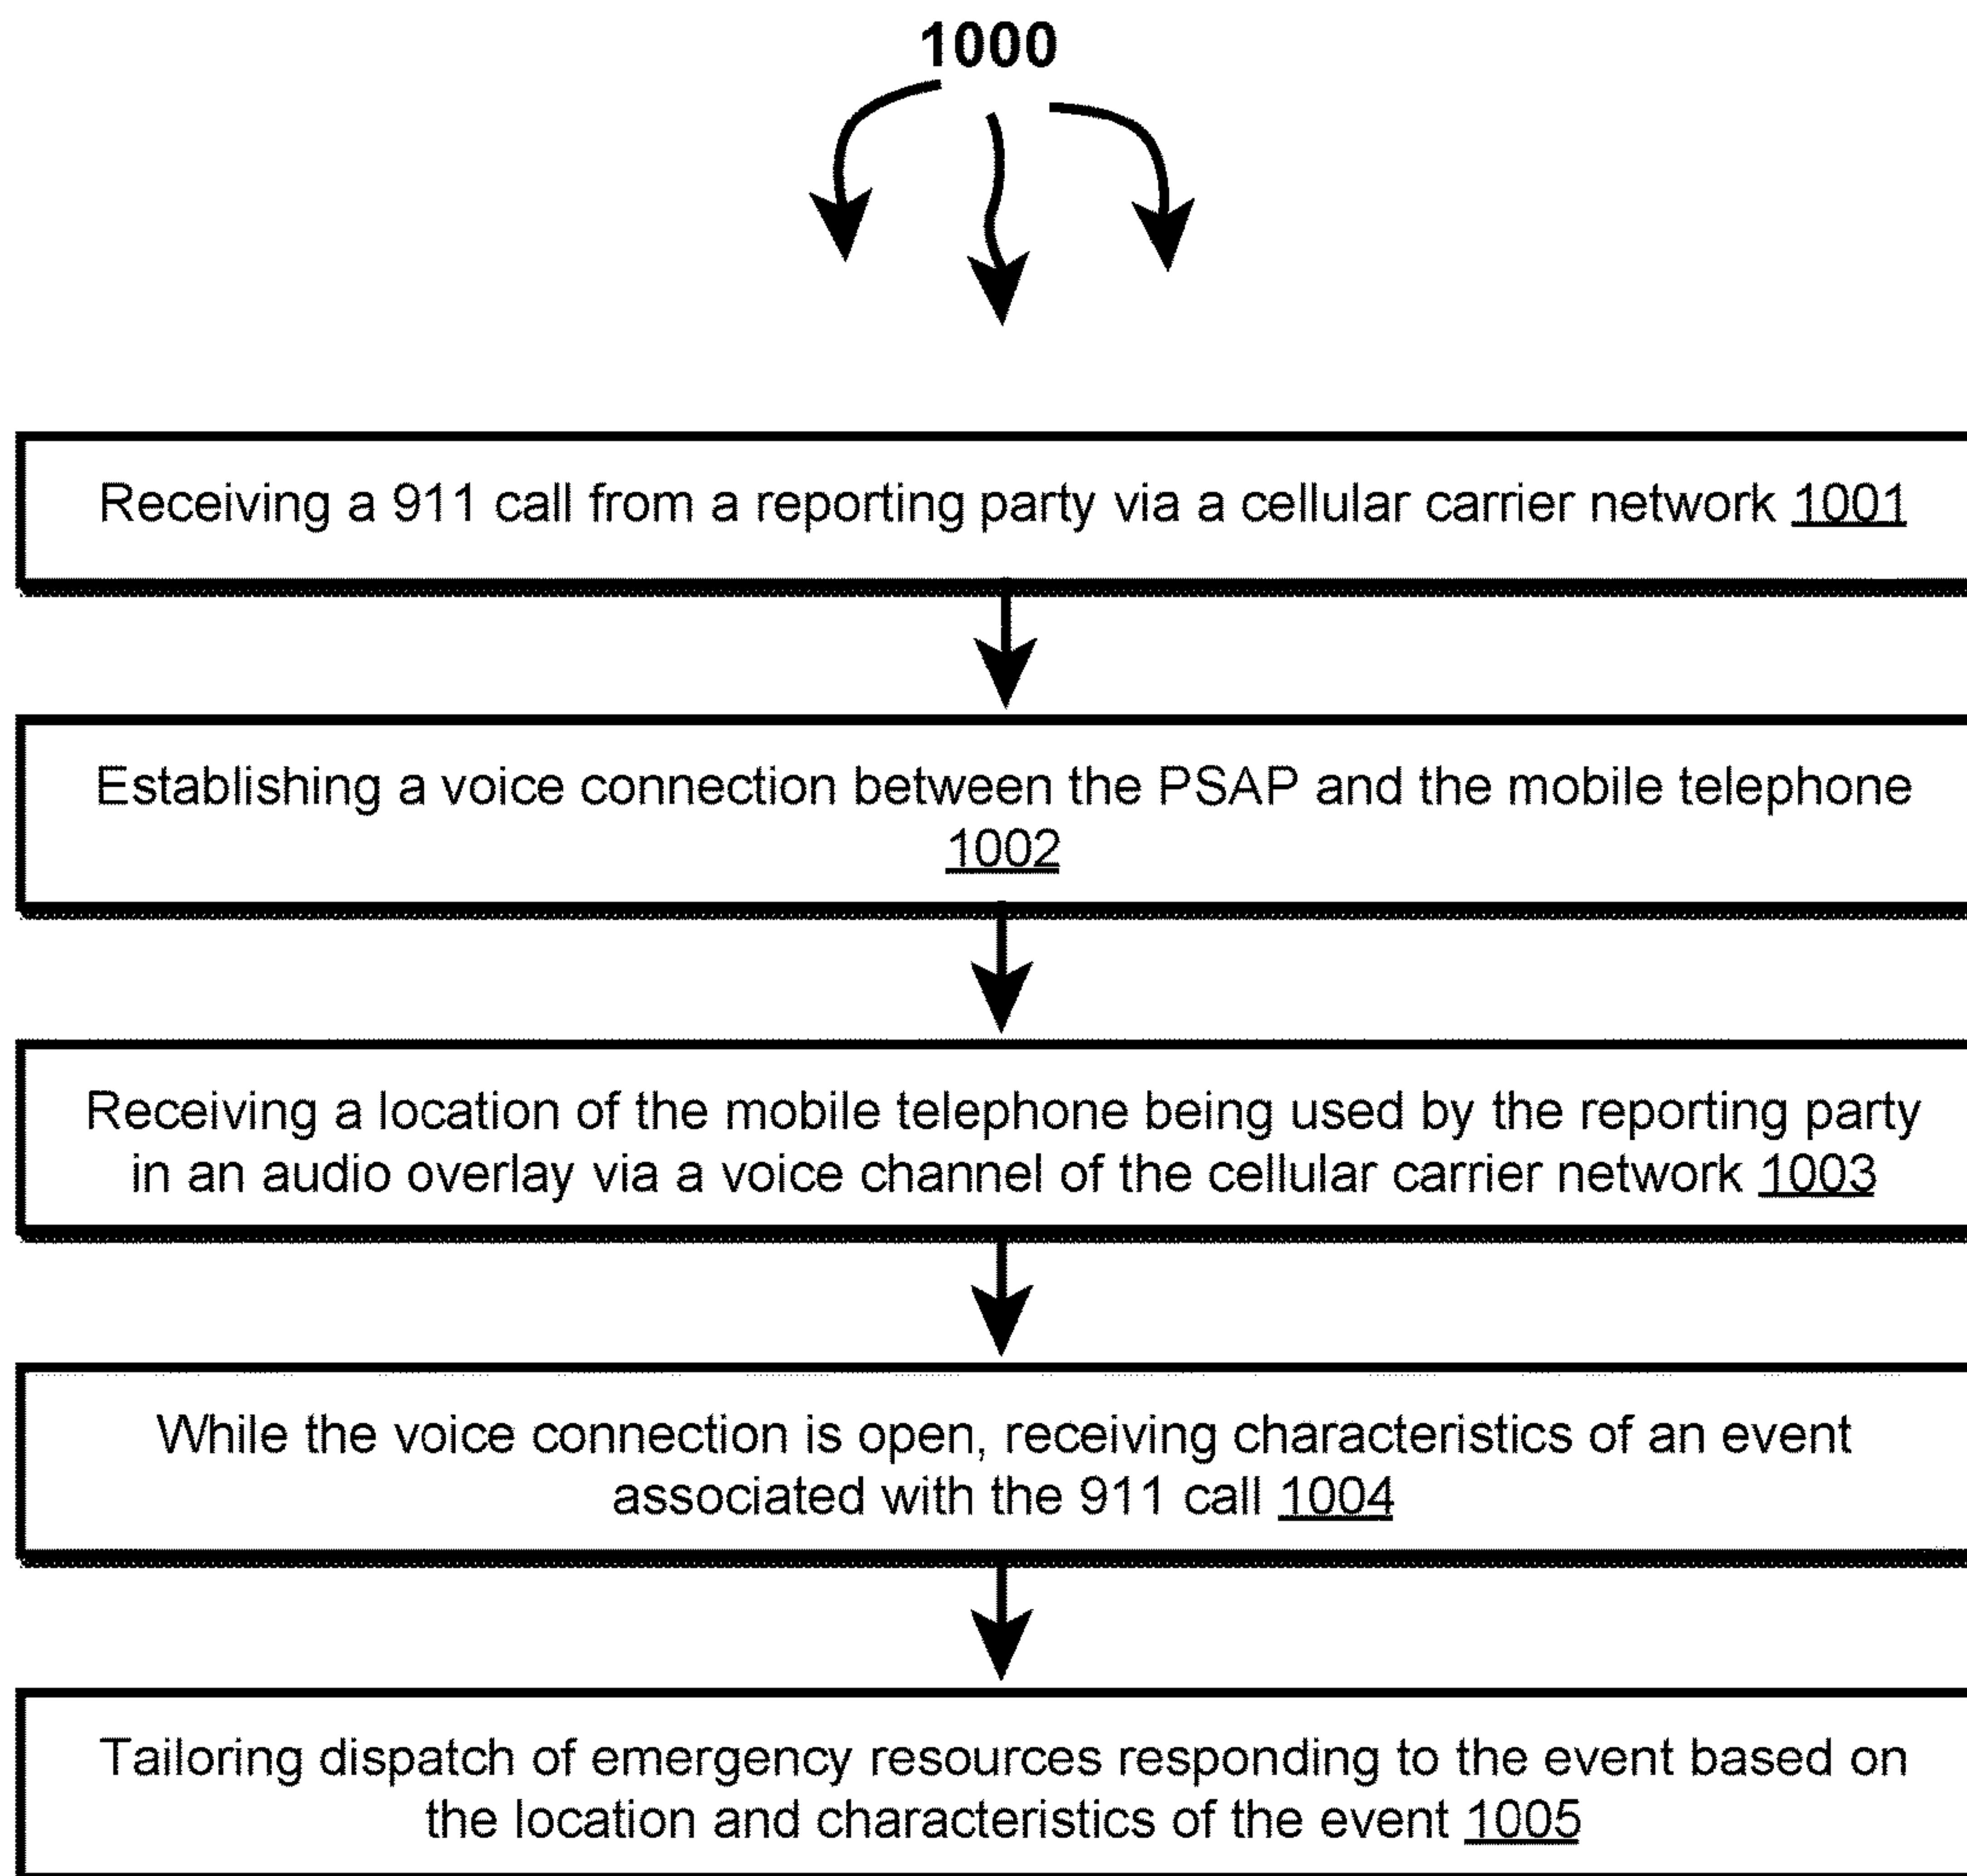 1000
Receiving a 911 call from a reporting party via a cellular carrier network 1001
Establishing a voice connection between the PSAP and the mobile telephone
1002
Receiving a location of the mobile telephone being used by the reporting party
in an audio overlay via a voice channel of the cellular carrier network 1003
While the voice connection is open, receiving characteristics of an event
associated with the 911 call 1004
Tailoring dispatch of emergency resources responding to the event based on
the location and characteristics of the event 1005